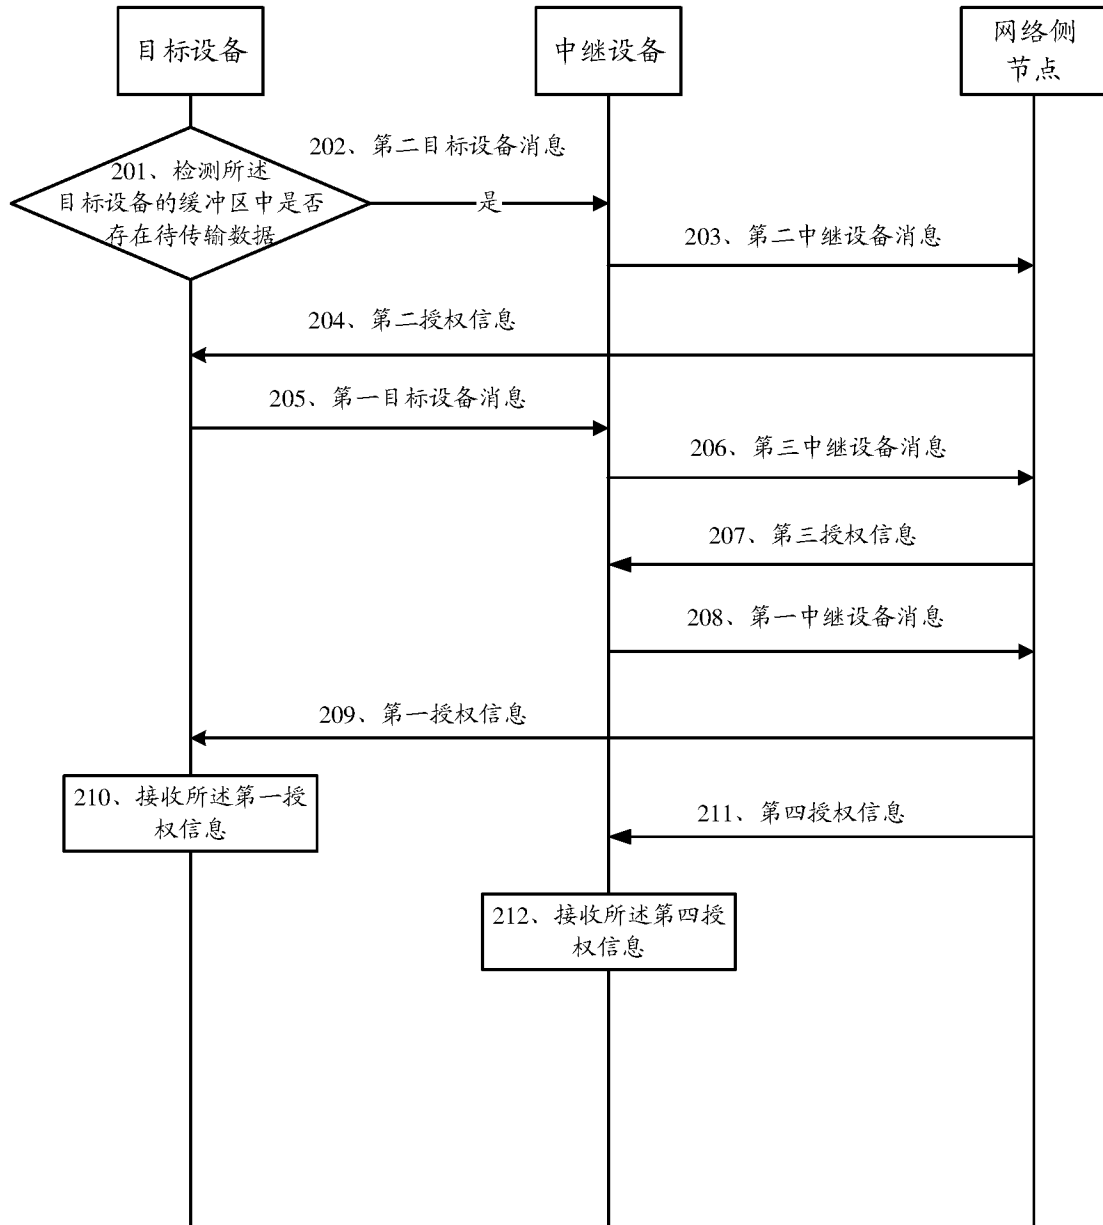 目标设备
中继设备
网络侧
节点
202、第二目标设备消息
201、检测所述
目标设备的缓冲区中是否
存在待传输数据
是
203、第二中继设备消息
204、第二授权信息
205、第一目标设备消息
206、第三中继设备消息
207、第三授权信息
208、第一中继设备消息
209、第一授权信息
210、接收所述第一授
权信息
211、第四授权信息
212、接收所述第四授
权信息